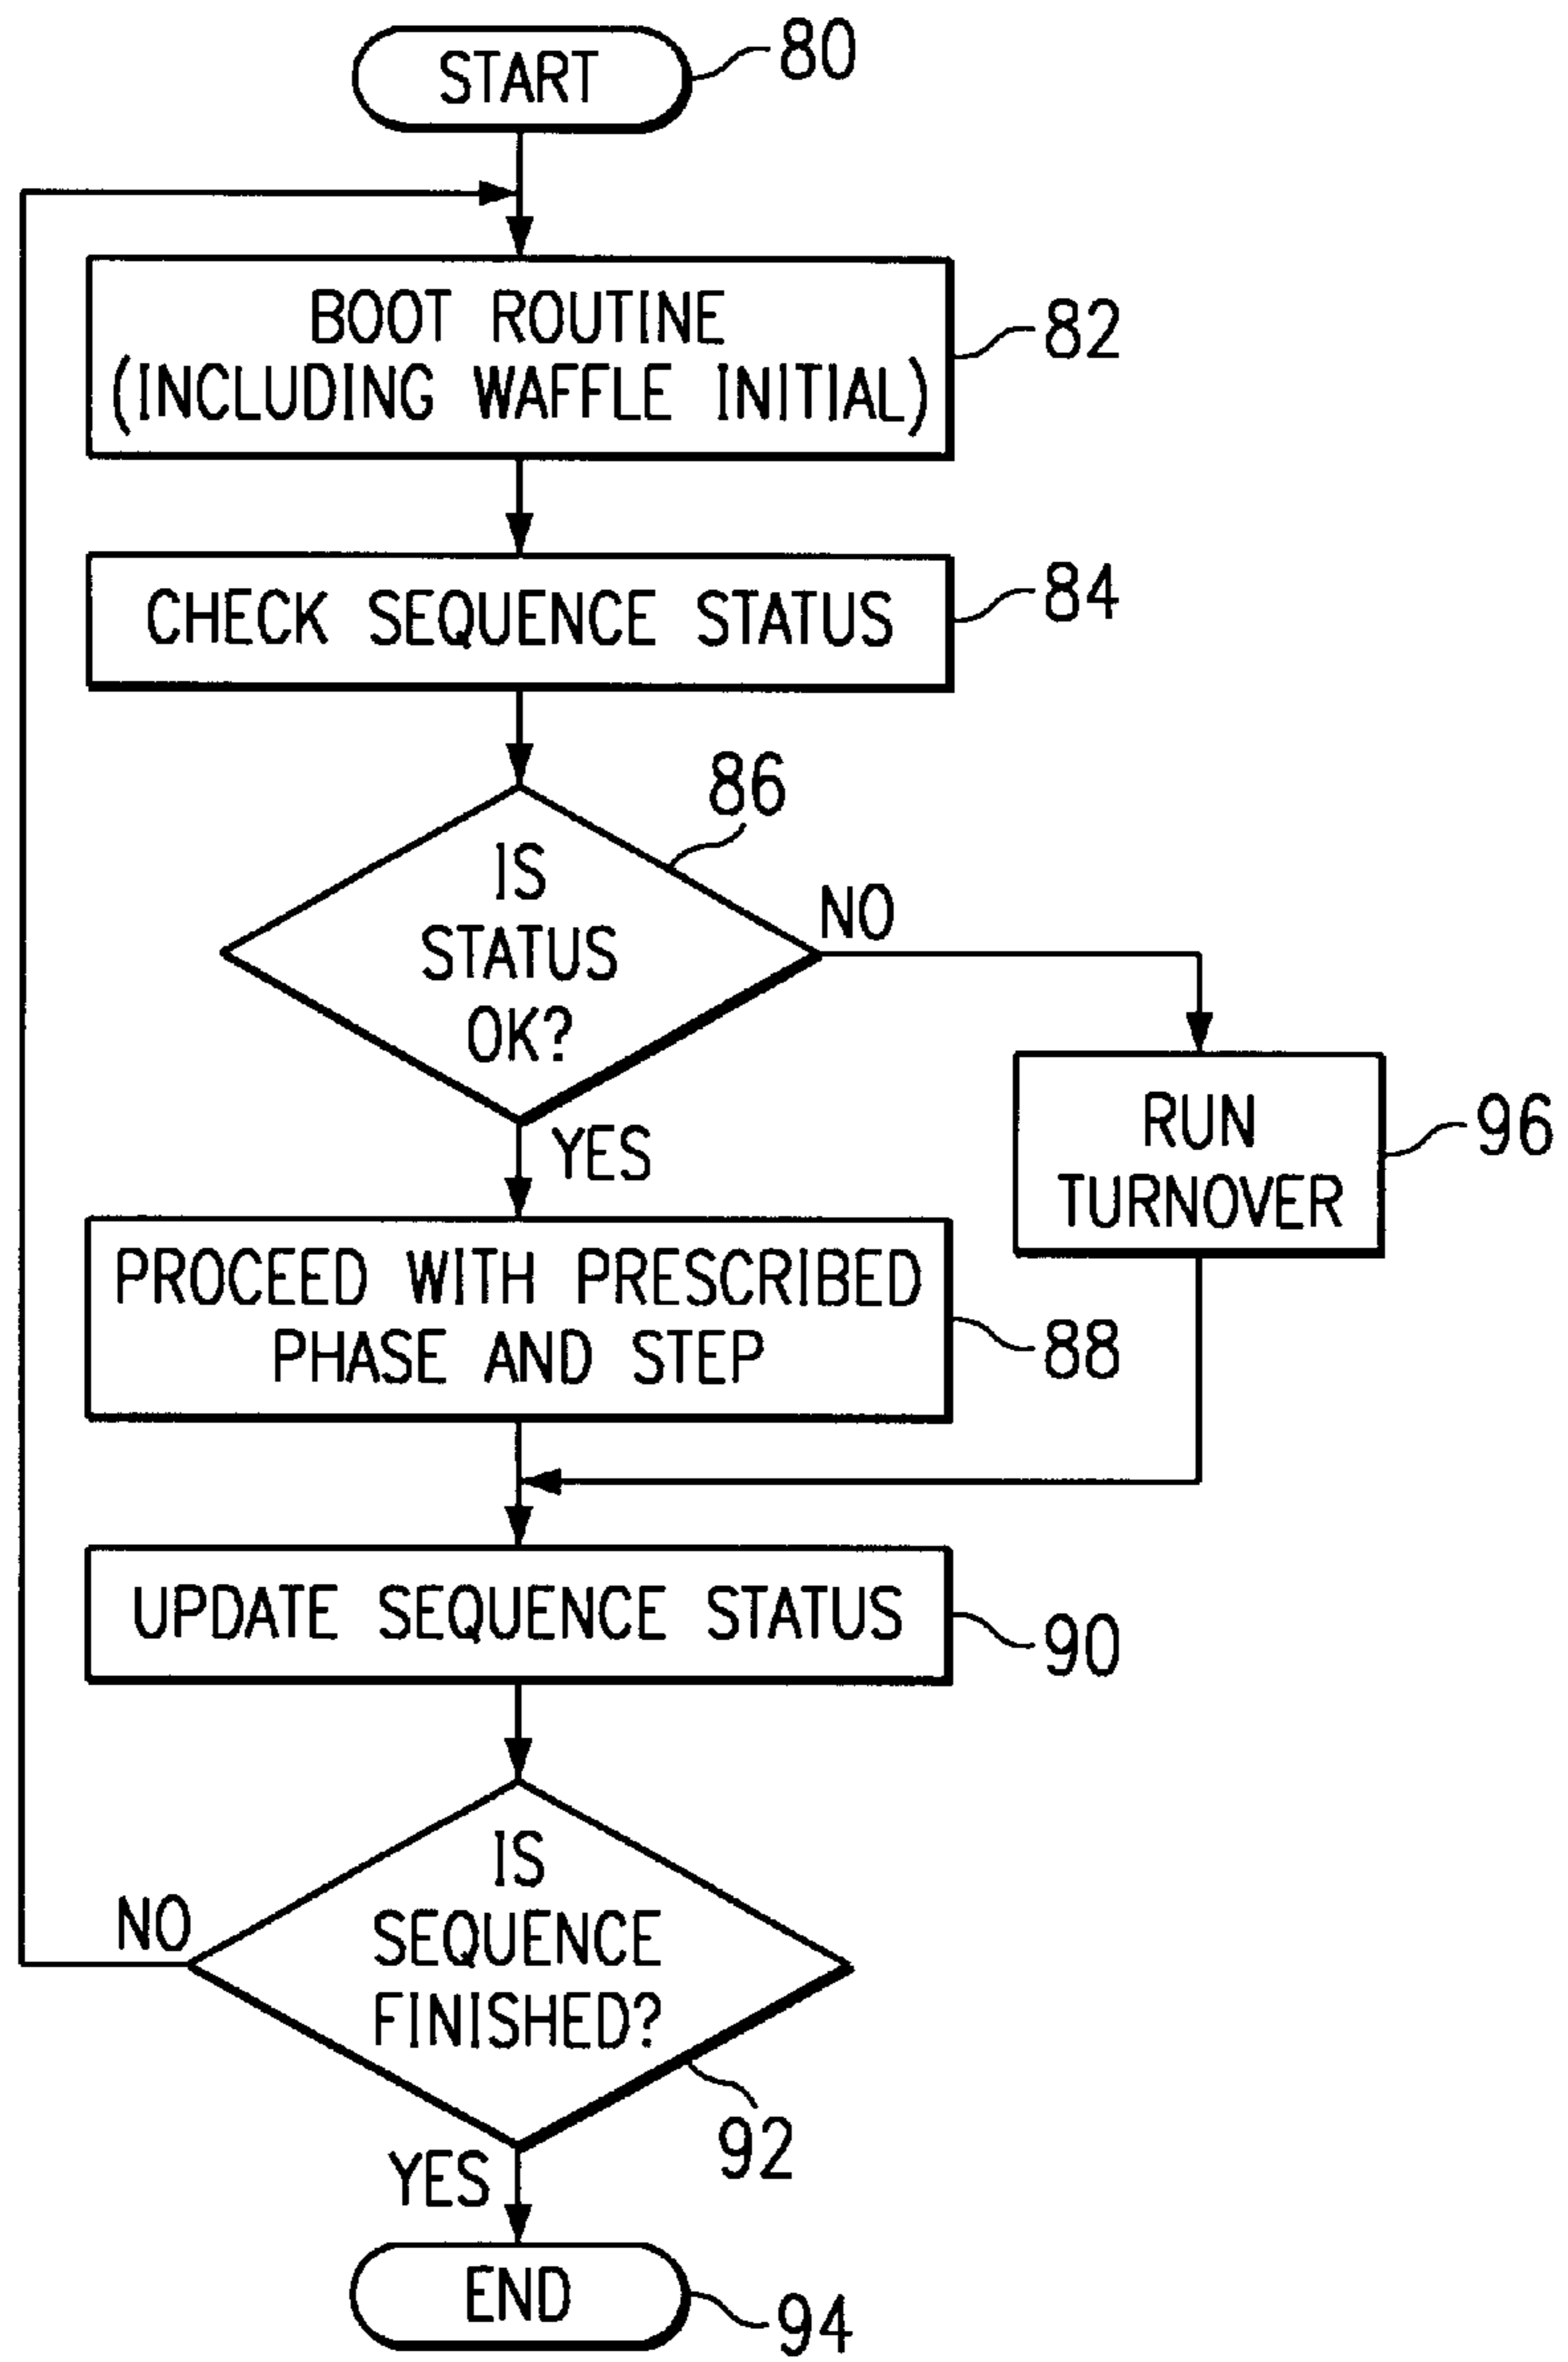 START
80
BOOT ROUTINE
(INCLUDING WAFFLE INITIAL)
82
CHECK SEQUENCE STATUS
84
86
IS
STATUS
OK?
NO
YES
RUN
TURNOVER
96
PROCEED WITH PRESCRIBED
PHASE AND STEP
88
UPDATE SEQUENCE STATUS
90
IS
SEQUENCE
FINISHED?
NO
92
YES
END
94